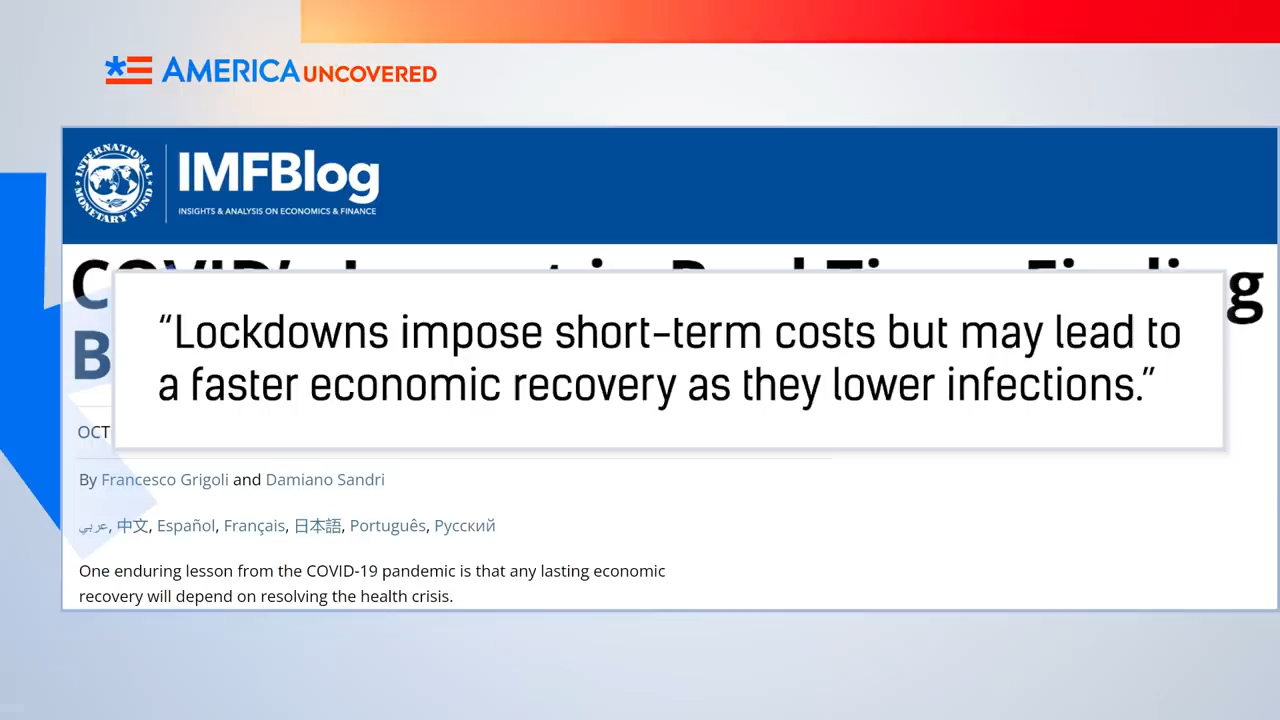 AMERICA UNCOVERED
INTERNATIONAL MONETARY FUND
IMFBlog
INSIGHTS & ANALYSIS ON ECONOMICS & FINANCE
“Lockdowns impose short-term costs but may lead to
a faster economic recovery as they lower infections.”
OCT
By Francesco Grigoli and Damiano Sandri
عربي, 中文, Español, Français, 日本語, Português, Русский
One enduring lesson from the COVID-19 pandemic is that any lasting economic
recovery will depend on resolving the health crisis.